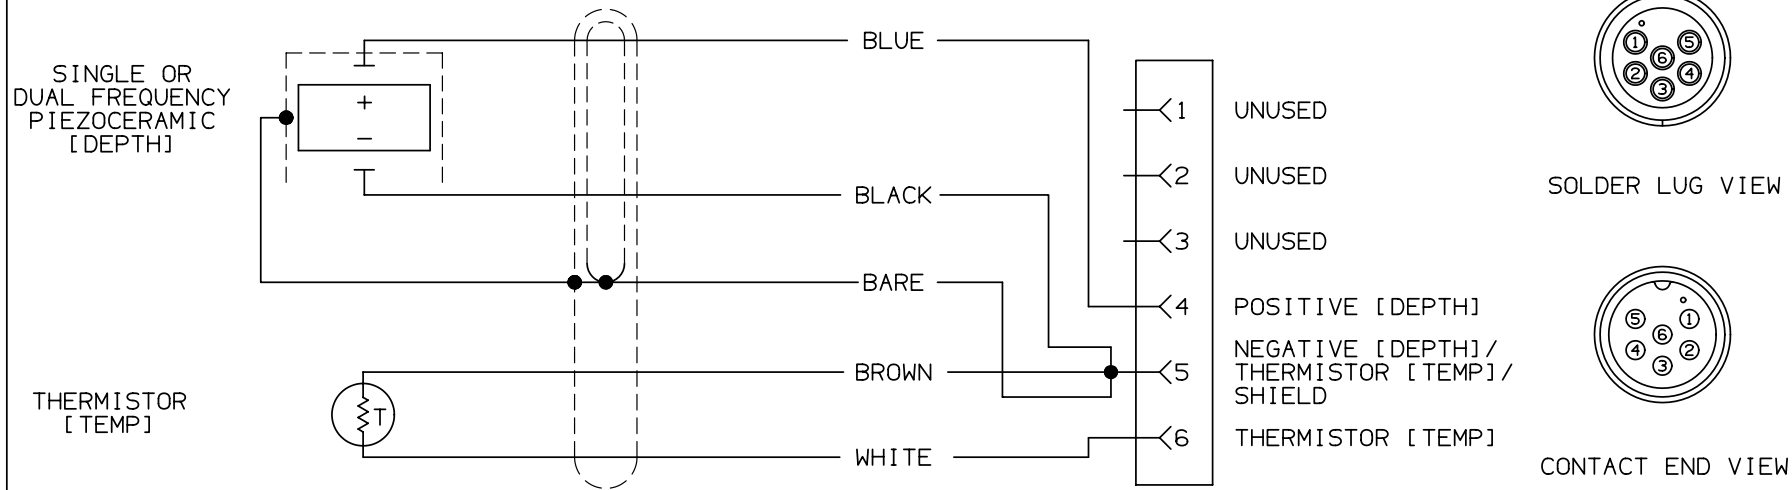 SINGLE OR
DUAL FREQUENCY
PIEZOCERAMIC
[DEPTH]
+
−
THERMISTOR
[TEMP]
T
BLUE
BLACK
BARE
BROWN
WHITE
1 UNUSED
2 UNUSED
3 UNUSED
4 POSITIVE [DEPTH]
NEGATIVE [DEPTH]/
5 THERMISTOR [TEMP]/
SHIELD
6 THERMISTOR [TEMP]
1 5
6
2 4
3
SOLDER LUG VIEW
5 1
6
4 2
3
CONTACT END VIEW